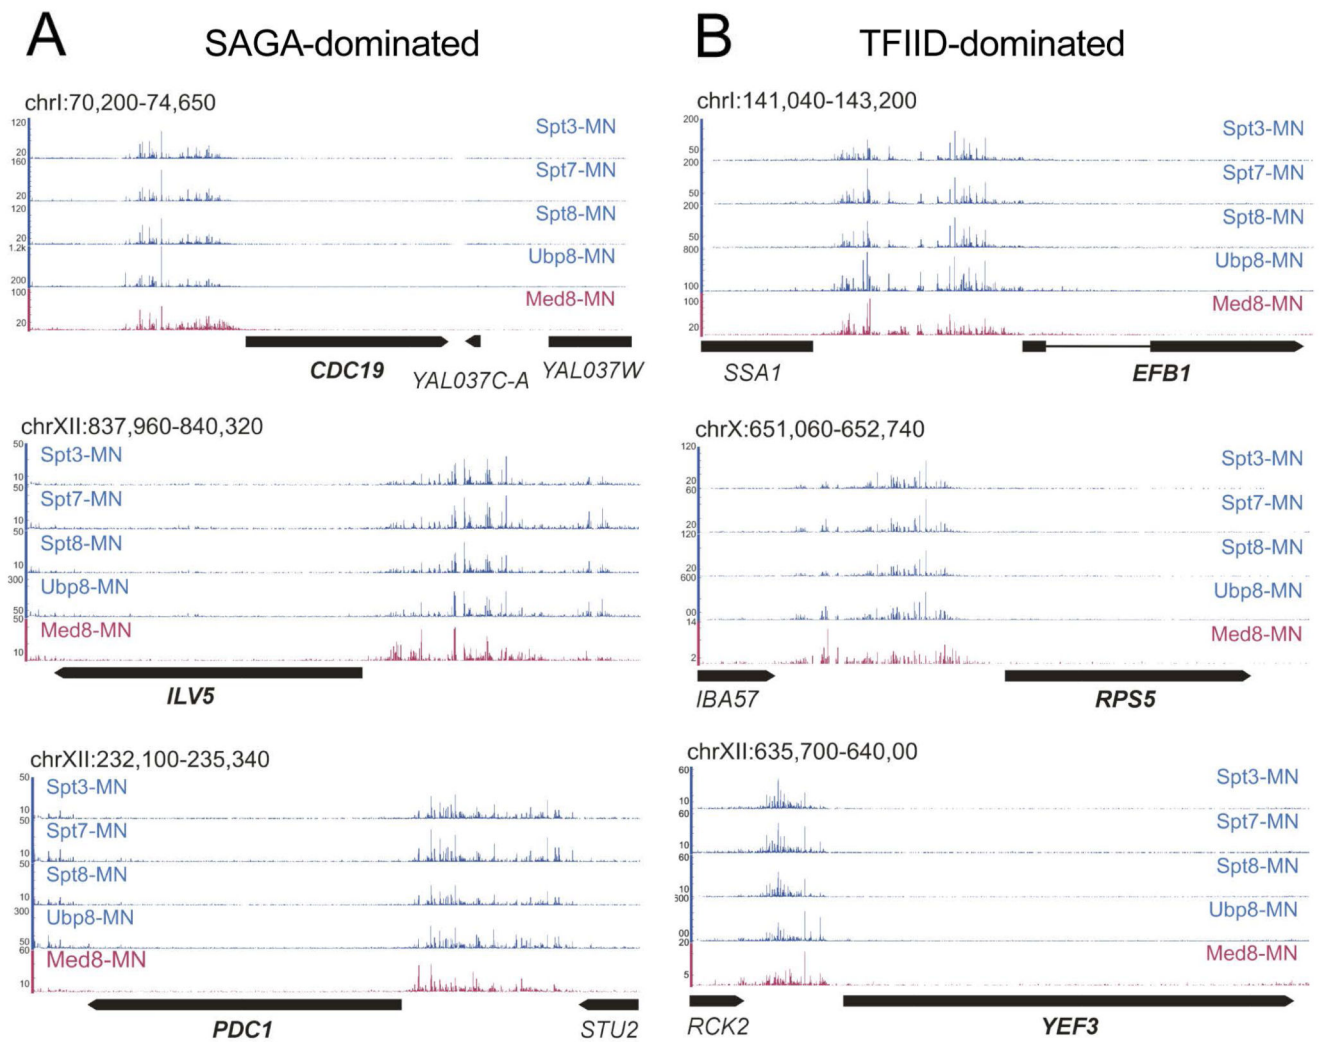 A SAGA-dominated
B TFIID-dominated
chrI:70,200-74,650
120
Spt3-MN
20
160
Spt7-MN
20
120
Spt8-MN
20
1.2k
Ubp8-MN
200
100
Med8-MN
20
CDC19
YAL037C-A
YAL037W
chrXII:837,960-840,320
50
Spt3-MN
10
50
Spt7-MN
10
50
Spt8-MN
10
300
Ubp8-MN
50
50
Med8-MN
10
ILV5
chrXII:232,100-235,340
50
Spt3-MN
10
50
Spt7-MN
10
50
Spt8-MN
10
300
Ubp8-MN
50
60
Med8-MN
10
PDC1
STU2
chrI:141,040-143,200
200
Spt3-MN
50
200
Spt7-MN
50
200
Spt8-MN
50
800
Ubp8-MN
100
100
Med8-MN
20
SSA1
EFB1
chrX:651,060-652,740
120
Spt3-MN
20
60
Spt7-MN
20
120
Spt8-MN
20
600
Ubp8-MN
00
14
Med8-MN
2
IBA57
RPS5
chrXII:635,700-640,00
60
Spt3-MN
10
60
Spt7-MN
10
60
Spt8-MN
10
300
Ubp8-MN
00
20
Med8-MN
5
RCK2
YEF3